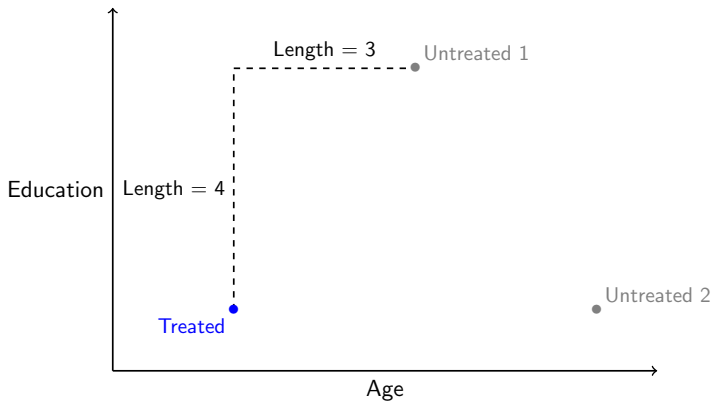 Length = 3
Untreated 1
Education
Length = 4
Untreated 2
Treated
Age